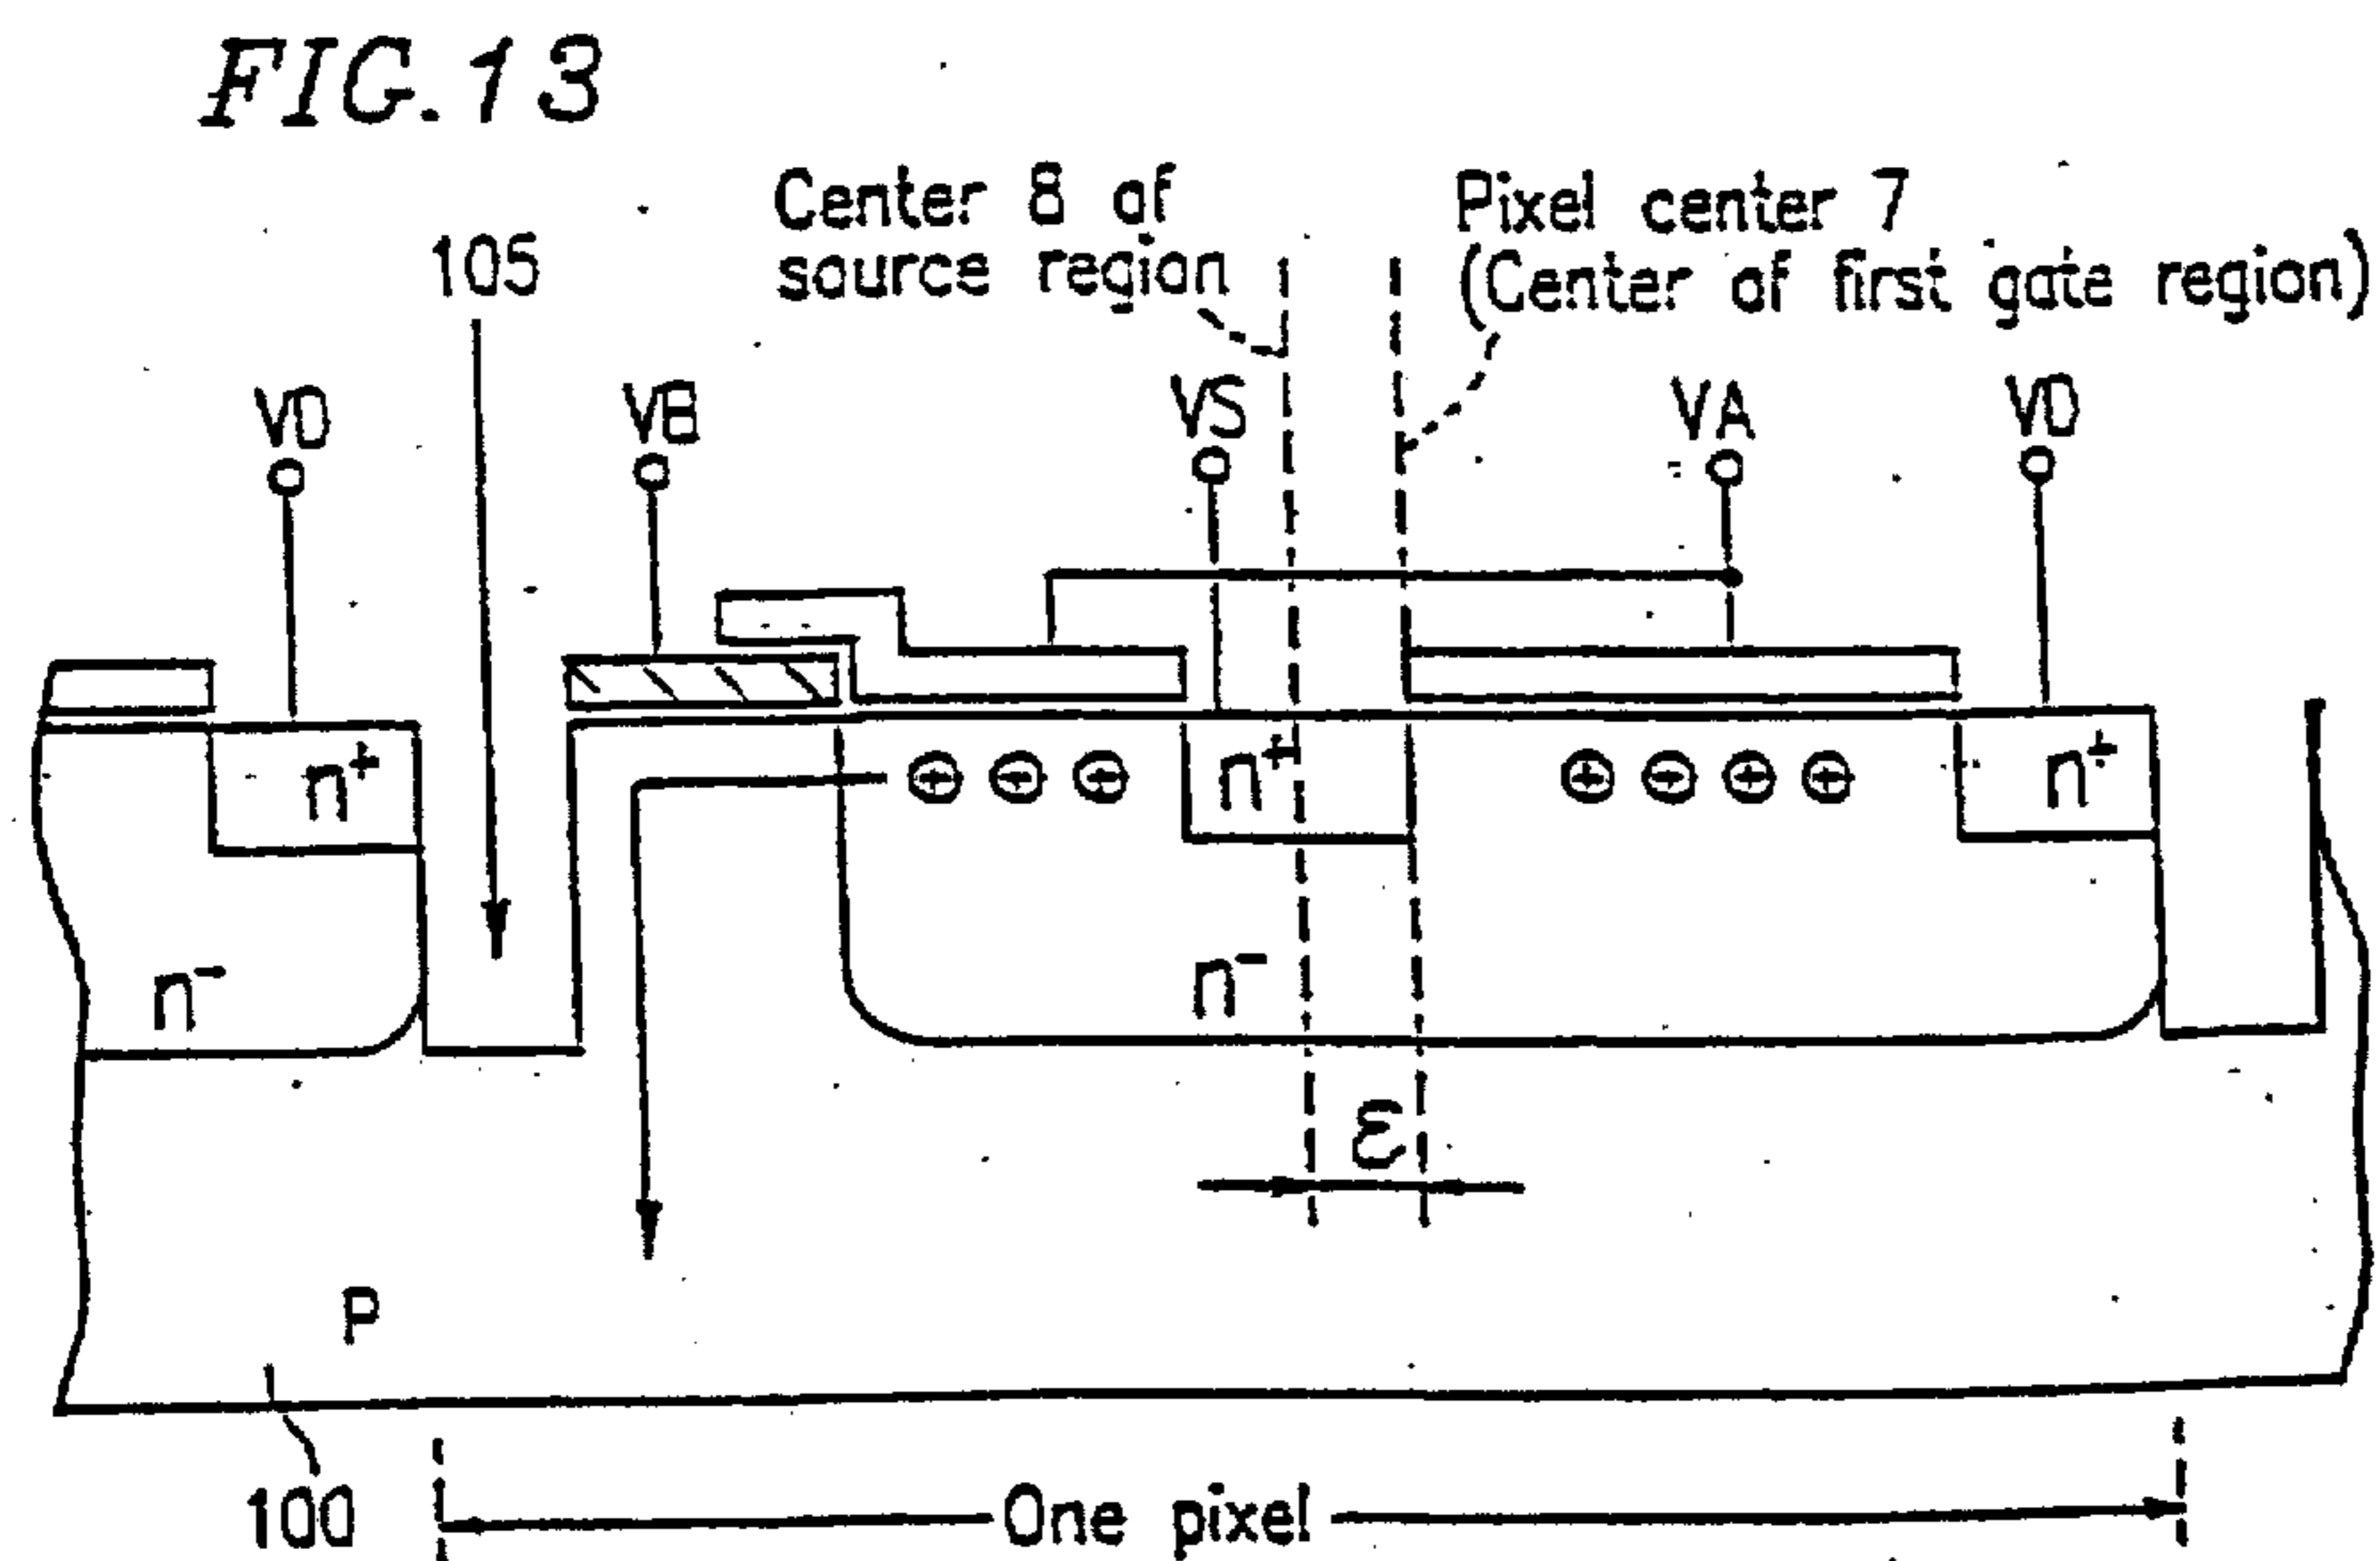 FIG.13
Center 8 of
source region
Pixel center 7
(Center of first gate region)
105
VD
VB
VS
VA
VD
n+
n+
n+
n-
n-
ε
P
100
One pixel